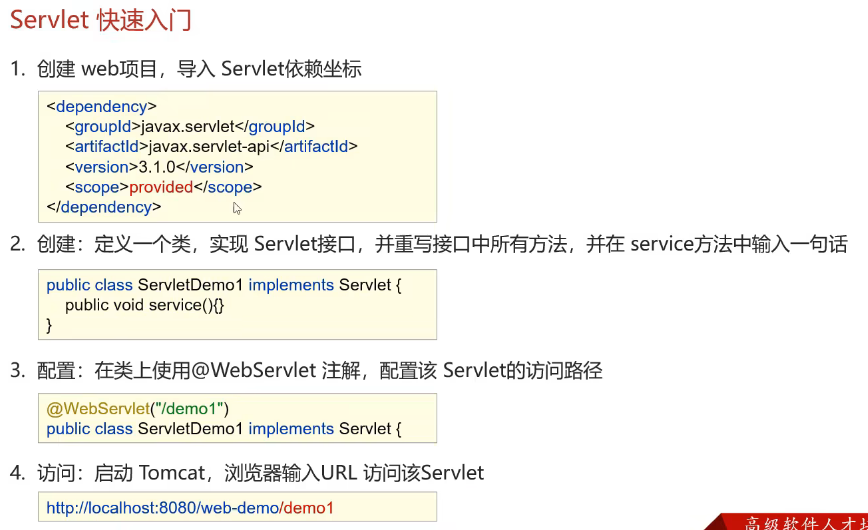 Servlet 快速入门
1. 创建 web项目，导入 Servlet依赖坐标
<dependency>
<groupId>javax.servlet</groupId>
<artifactId>javax.servlet-api</artifactId>
<version>3.1.0</version>
<scope>provided</scope>
</dependency>
2. 创建：定义一个类，实现 Servlet接口，并重写接口中所有方法，并在 service方法中输入一句话
public class ServletDemo1 implements Servlet {
public void service(){}
}
3. 配置：在类上使用@WebServlet 注解，配置该 Servlet的访问路径
@WebServlet("/demo1")
public class ServletDemo1 implements Servlet {
4. 访问：启动 Tomcat，浏览器输入URL 访问该Servlet
http://localhost:8080/web-demo/demo1
高级软件人才